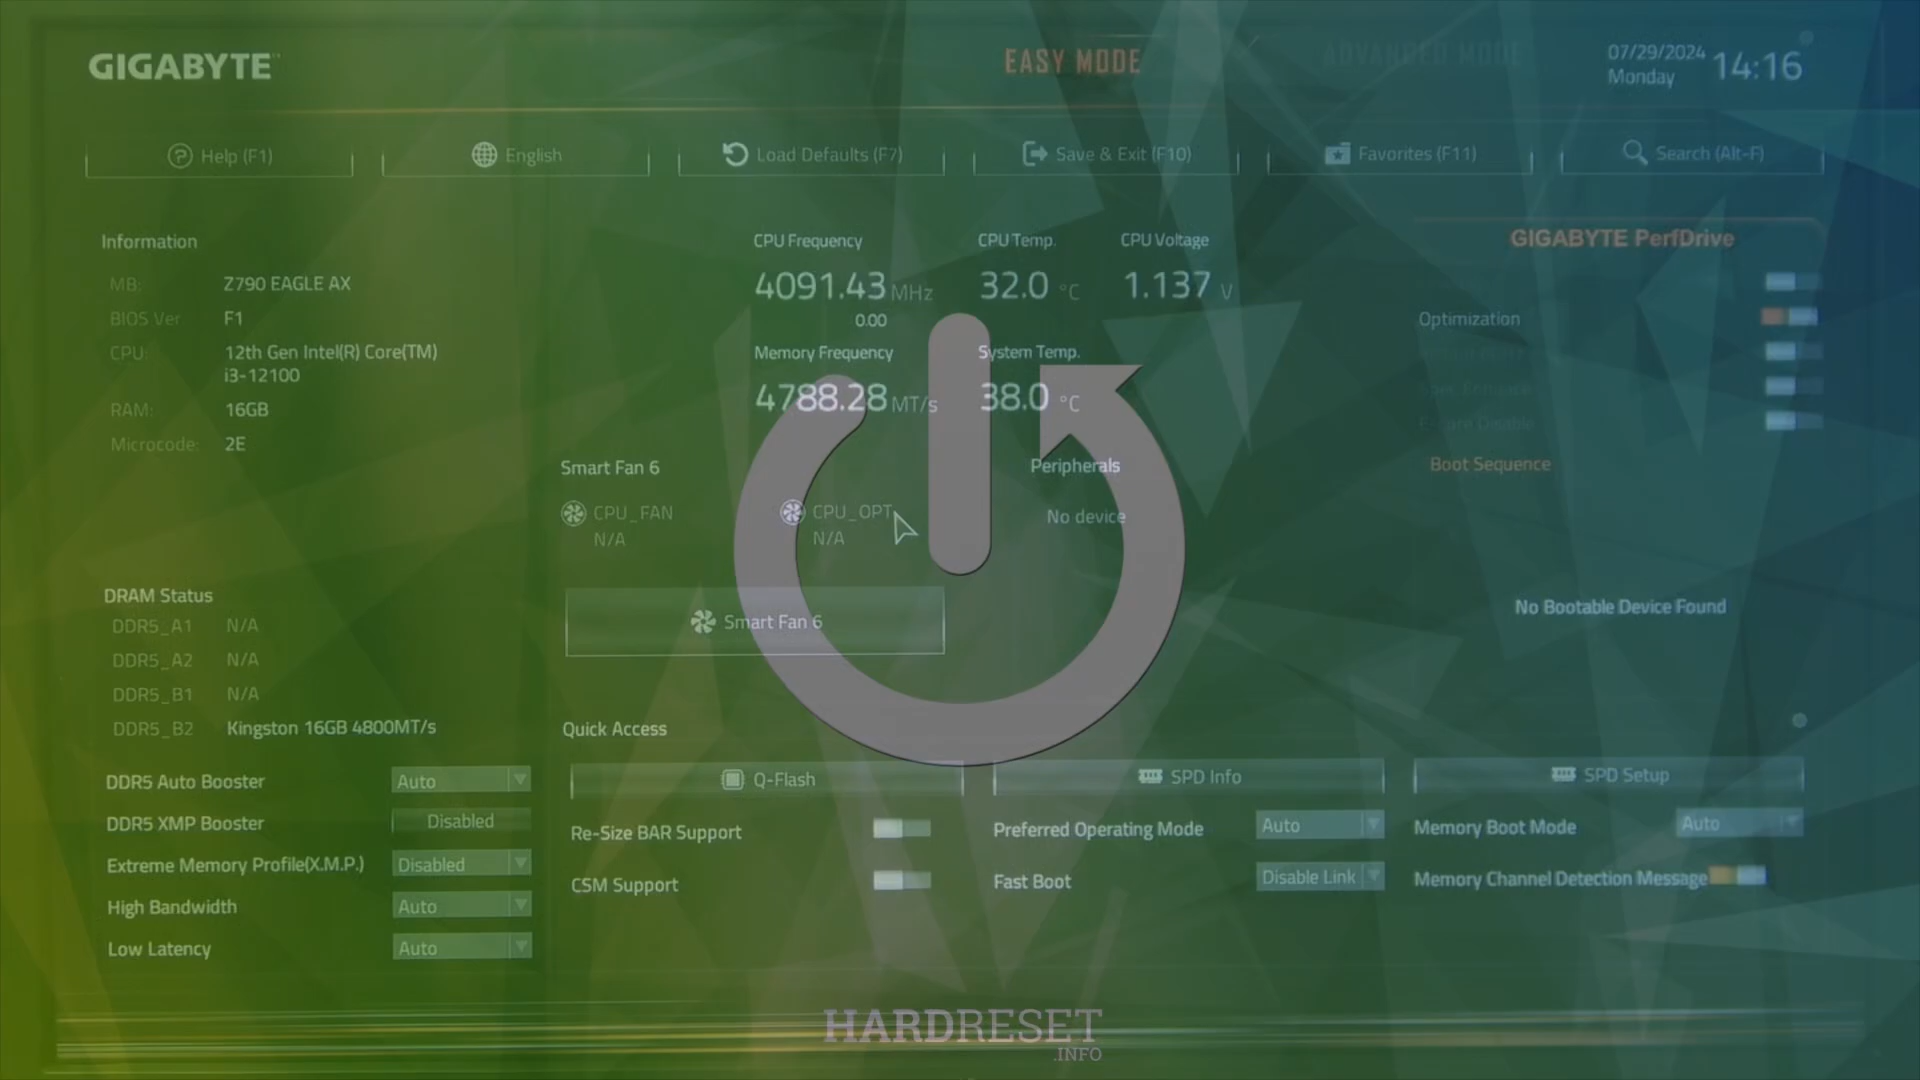 GIGABYTE
EASY MODE
ADVANCED MODE
07/29/2024
Monday
14:16
Help (F1)
English
Load Defaults (F7)
Save & Exit (F10)
Favorites (F11)
Search (Alt-F)
Information
MB: Z790 EAGLE AX
BIOS Ver. F1
CPU: 12th Gen Intel(R) Core(TM)
i3-12100
RAM: 16GB
Microcode: 2E
CPU Frequency
4091.43 MHz
0.00
CPU Temp.
32.0 °C
CPU Voltage
1.137 V
Memory Frequency
4788.28 MT/s
System Temp.
38.0 °C
GIGABYTE PerfDrive
Optimization
E-core Disable
Boot Sequence
No Bootable Device Found
Smart Fan 6
CPU_FAN
N/A
CPU_OPT
N/A
Peripherals
No device
Smart Fan 6
DRAM Status
DDR5_A1 N/A
DDR5_A2 N/A
DDR5_B1 N/A
DDR5_B2 Kingston 16GB 4800MT/s
DDR5 Auto Booster Auto
DDR5 XMP Booster Disabled
Extreme Memory Profile(X.M.P.) Disabled
High Bandwidth Auto
Low Latency Auto
Quick Access
Q-Flash
SPD Info
SPD Setup
Re-Size BAR Support
Preferred Operating Mode Auto
Memory Boot Mode Auto
CSM Support
Fast Boot Disable Link
Memory Channel Detection Message
HARDRESET
.INFO